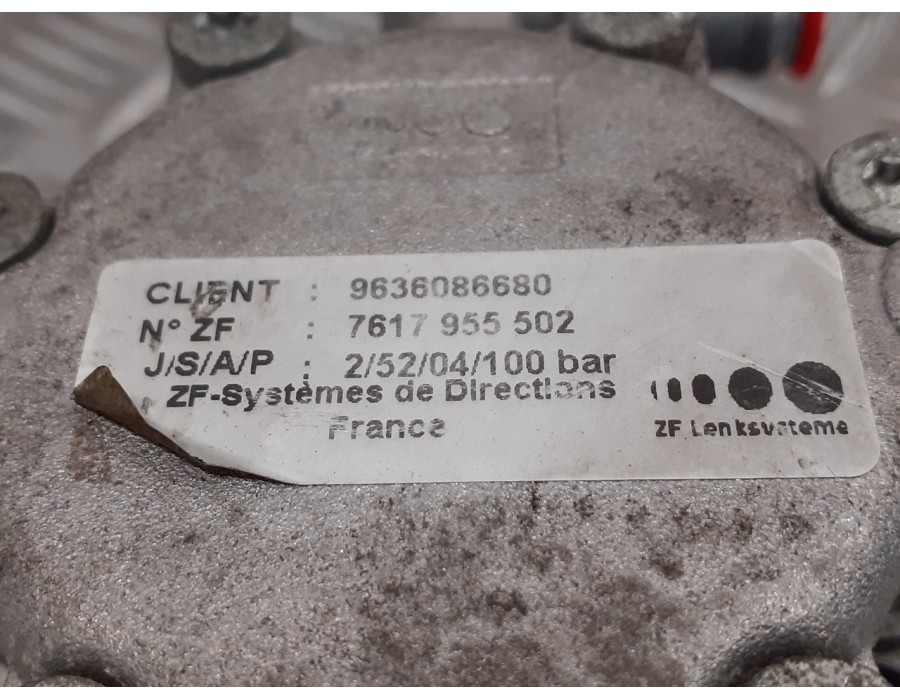 CLIENT : 9636086680
N° ZF : 7617 955 502
J/S/A/P : 2/52/04/100 bar
ZF-Systèmes de Directions
France
ZF Lenksysteme